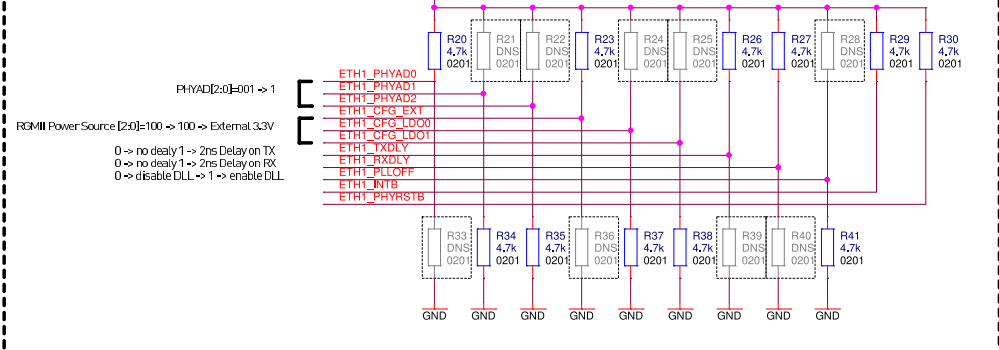 R20 R21 R22 R23 R24 R25 R26 R27 R28 R29 R30
4.7k DNS DNS 4.7k DNS DNS 4.7k 4.7k DNS 4.7k 4.7k
0201 0201 0201 0201 0201 0201 0201 0201 0201 0201 0201
ETH1_PHYAD0
PHYAD[2:0]=001 -> 1
ETH1_PHYAD1
ETH1_PHYAD2
ETH1_CFG_EXT
RGMII Power Source [2:0]=100 -> 100 -> External 3.3V
ETH1_CFG_LDO0
ETH1_CFG_LDO1
0 -> no dealy 1 -> 2ns Delay on TX
ETH1_TXDLY
0 -> no dealy 1 -> 2ns Delay on RX
ETH1_RXDLY
0 -> disable DLL -> 1 -> enable DLL
ETH1_PLLOFF
ETH1_INTB
ETH1_PHYRSTB
R33 R34 R35 R36 R37 R38 R39 R40 R41
DNS 4.7k 4.7k DNS 4.7k 4.7k DNS DNS 4.7k
0201 0201 0201 0201 0201 0201 0201 0201 0201
GND GND GND GND GND GND GND GND GND